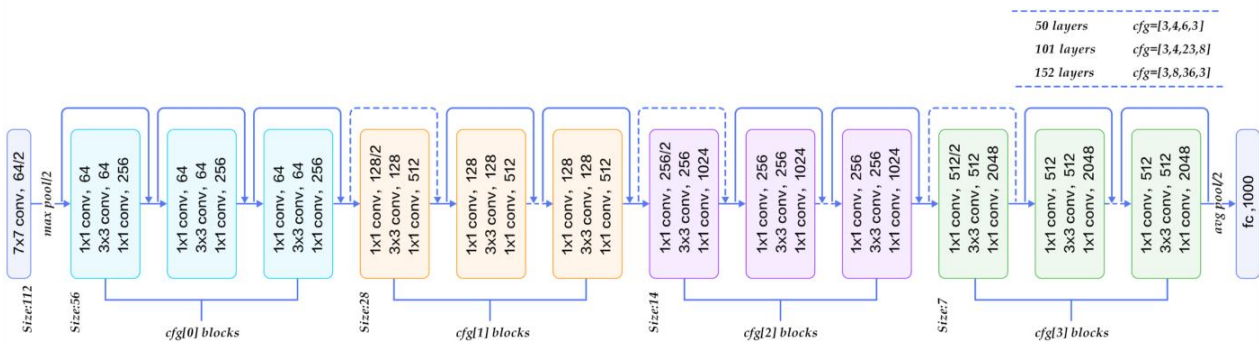 50 layers cfg=[3,4,6,3]
101 layers cfg=[3,4,23,8]
152 layers cfg=[3,8,36,3]
7x7 conv, 64/2
max pool/2
1x1 conv, 64
3x3 conv, 64
1x1 conv, 256
1x1 conv, 64
3x3 conv, 64
1x1 conv, 256
1x1 conv, 64
3x3 conv, 64
1x1 conv, 256
1x1 conv, 128/2
3x3 conv, 128
1x1 conv, 512
1x1 conv, 128
3x3 conv, 128
1x1 conv, 512
1x1 conv, 128
3x3 conv, 128
1x1 conv, 512
1x1 conv, 256/2
3x3 conv, 256
1x1 conv, 1024
1x1 conv, 256
3x3 conv, 256
1x1 conv, 1024
1x1 conv, 256
3x3 conv, 256
1x1 conv, 1024
1x1 conv, 512/2
3x3 conv, 512
1x1 conv, 2048
1x1 conv, 512
3x3 conv, 512
1x1 conv, 2048
1x1 conv, 512
3x3 conv, 512
1x1 conv, 2048
avg pool/2
fc ,1000
Size:112
Size:56
Size:28
Size:14
Size:7
cfg[0] blocks
cfg[1] blocks
cfg[2] blocks
cfg[3] blocks